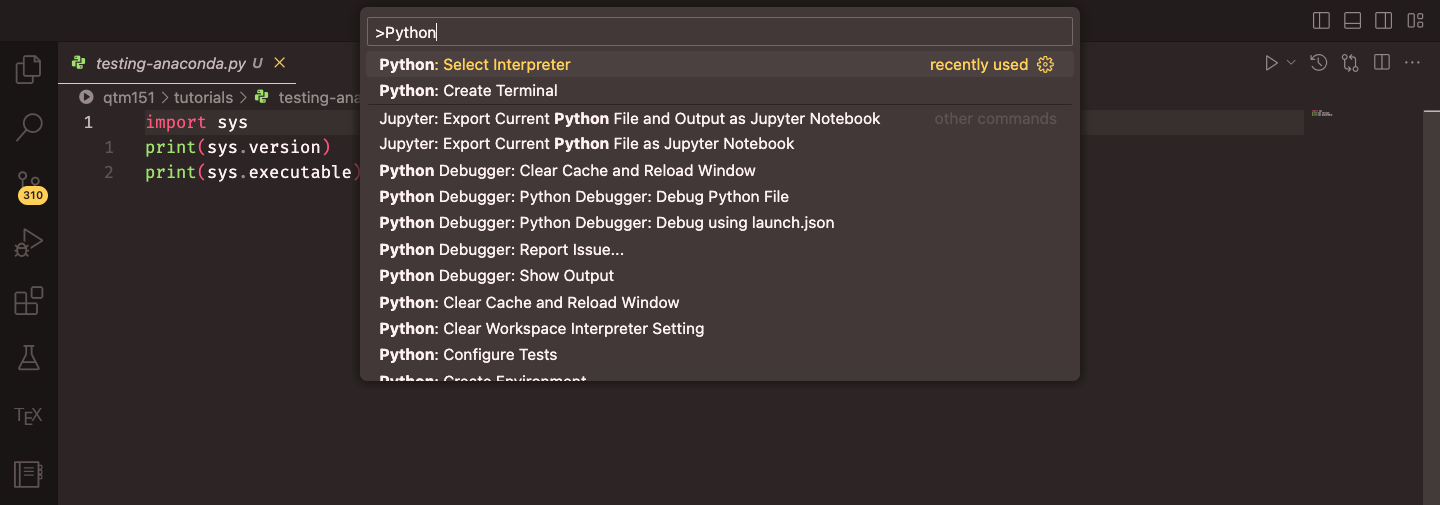 >Python
testing-anaconda.py U
Python: Select Interpreter recently used
Python: Create Terminal
qtm151 > tutorials > testing-ana
1 import sys
Jupyter: Export Current Python File and Output as Jupyter Notebook other commands
1 print(sys.version)
Jupyter: Export Current Python File as Jupyter Notebook
2 print(sys.executable)
Python Debugger: Clear Cache and Reload Window
310
Python Debugger: Python Debugger: Debug Python File
Python Debugger: Python Debugger: Debug using launch.json
Python Debugger: Report Issue...
Python Debugger: Show Output
Python: Clear Cache and Reload Window
Python: Clear Workspace Interpreter Setting
Python: Configure Tests
Python: Create Environment
TEX